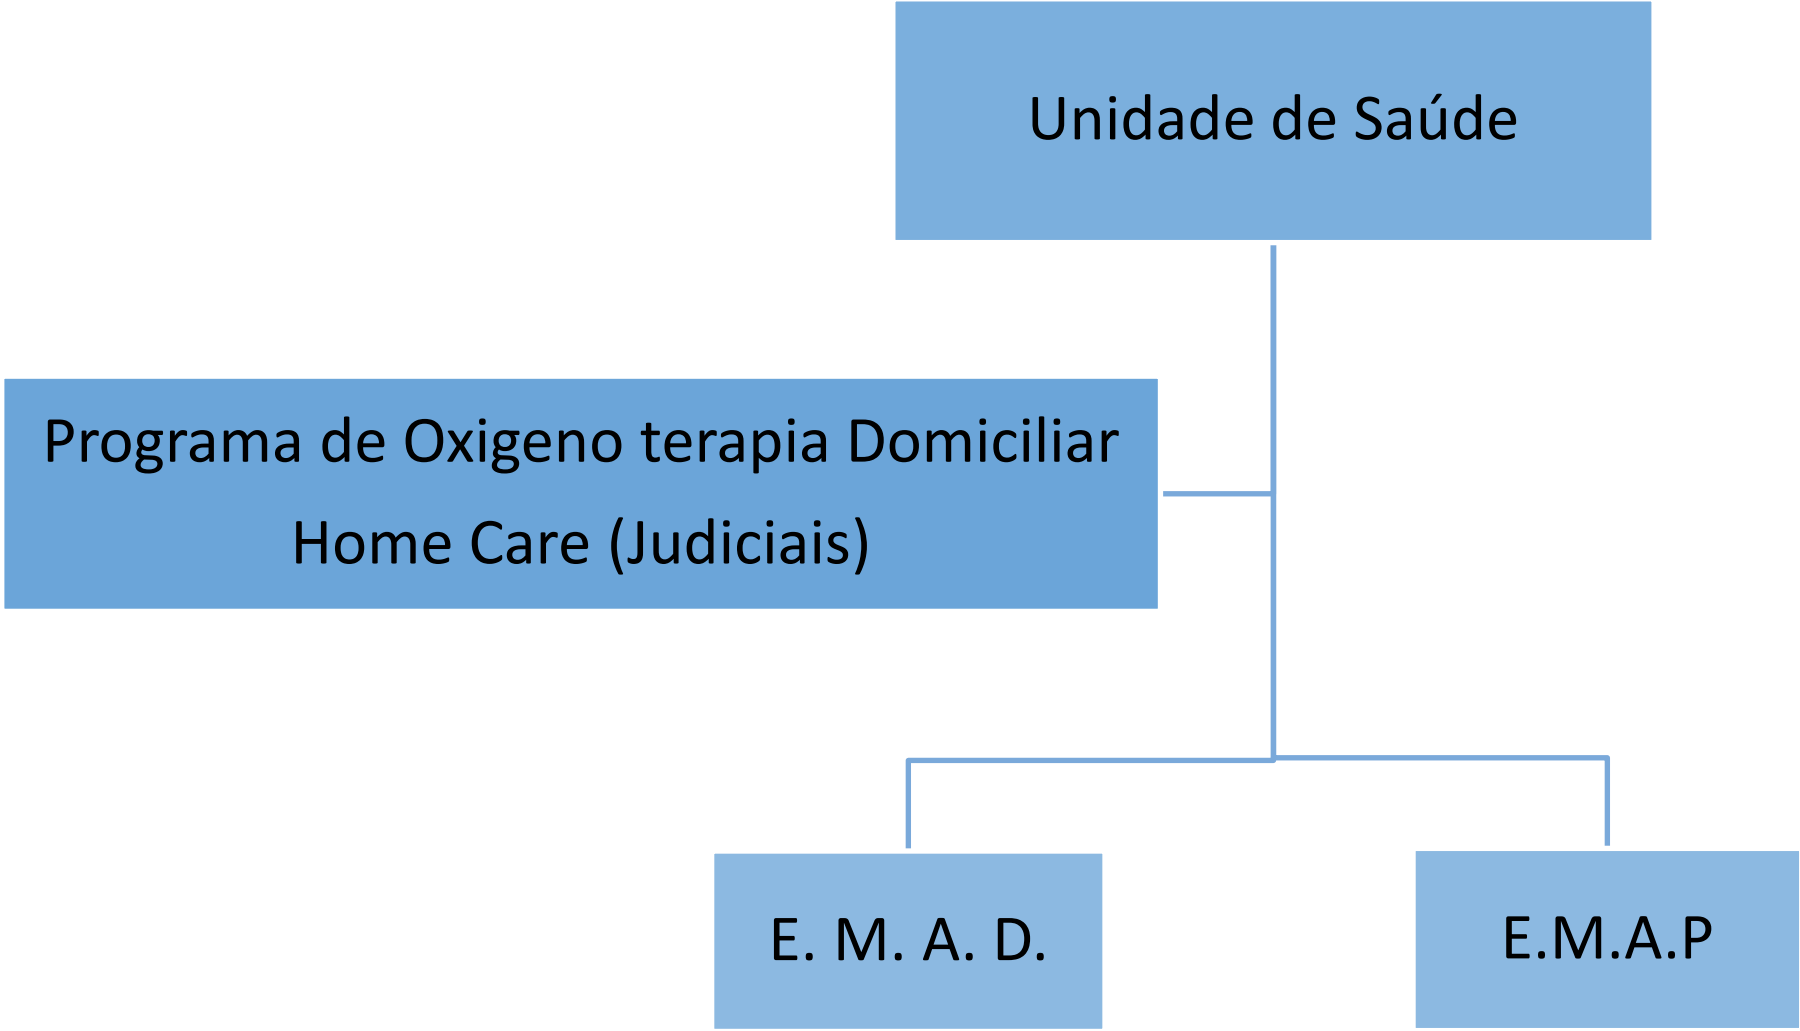 Unidade de Saúde
Programa de Oxigeno terapia Domiciliar
Home Care (Judiciais)
E. M. A. D.
E.M.A.P